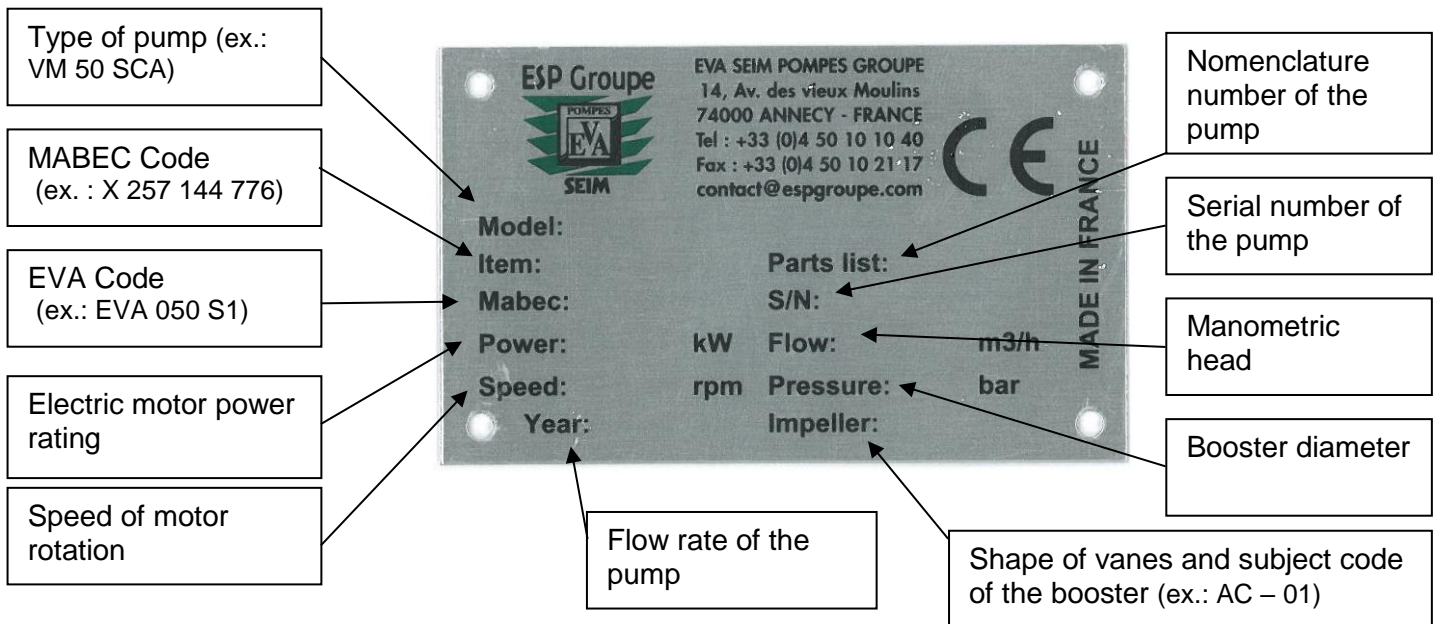 Type of pump (ex.:
VM 50 SCA)
MABEC Code
(ex. : X 257 144 776)
EVA Code
(ex.: EVA 050 S1)
Electric motor power
rating
Speed of motor
rotation
ESP Groupe
POMPES
EVA
SEIM
EVA SEIM POMPES GROUPE
14, Av. des vieux Moulins
74000 ANNECY - FRANCE
Tel : +33 (0)4 50 10 10 40
Fax : +33 (0)4 50 10 21 17
contact@espgroupe.com
CE
MADE IN FRANCE
Model:
Item: Parts list:
Mabec: S/N:
Power: kW Flow: m3/h
Speed: rpm Pressure: bar
Year: Impeller:
Nomenclature
number of the
pump
Serial number of
the pump
Manometric
head
Booster diameter
Flow rate of the
pump
Shape of vanes and subject code
of the booster (ex.: AC – 01)